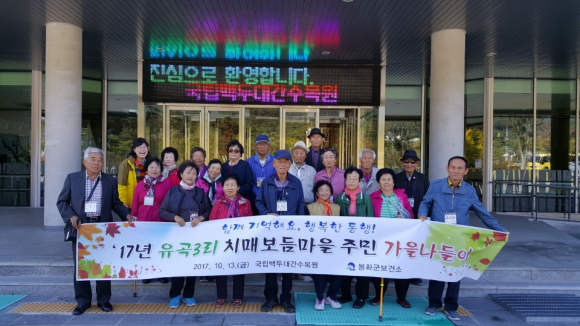 진심으로 환영합니다.
국립백두대간수목원
함께 기억해요, 행복한 동행!
'17년 유곡3리 치매보듬마을 주민 가을나들이
2017. 10. 13.(금) 국립백두대간수목원 봉화군보건소